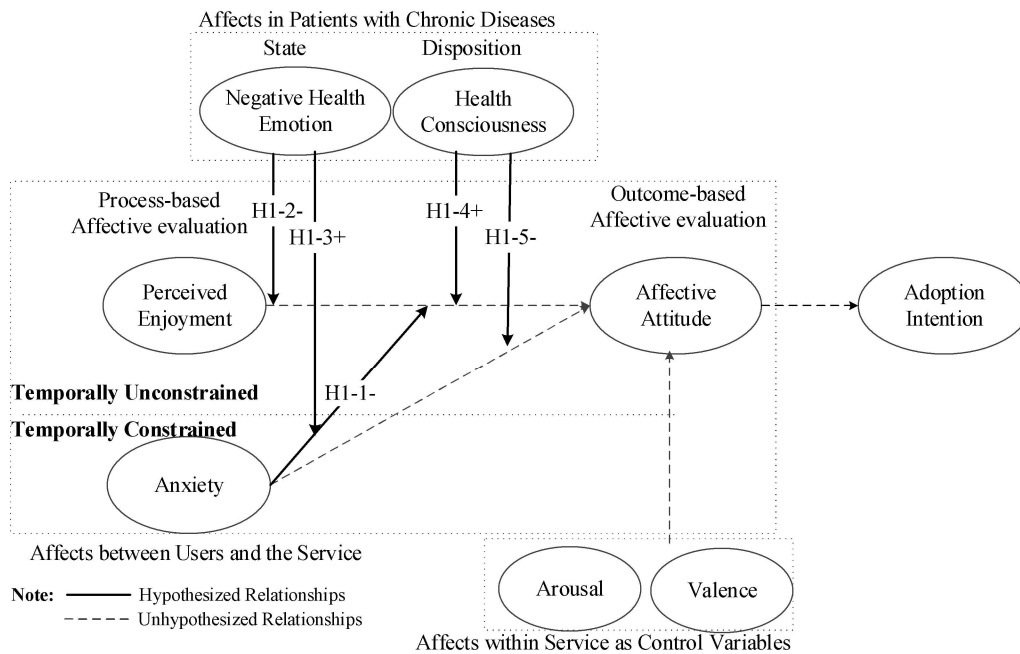 Affects in Patients with Chronic Diseases
State
Disposition
Negative Health
Emotion
Health
Consciousness
Process-based
Affective evaluation
Outcome-based
Affective evaluation
H1-2-
H1-3+
H1-4+
H1-5-
Perceived
Enjoyment
Affective
Attitude
Adoption
Intention
H1-1-
Temporally Unconstrained
Temporally Constrained
Anxiety
Affects between Users and the Service
Arousal
Valence
Note:
Hypothesized Relationships
Unhypothesized Relationships
Affects within Service as Control Variables